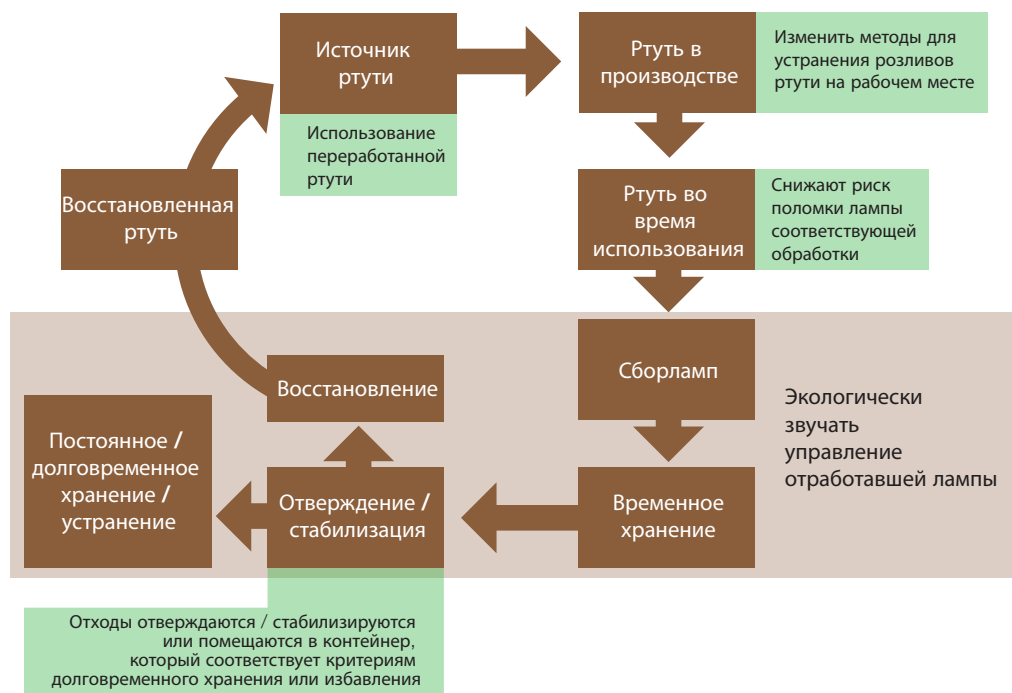 Источник
ртути
Использование
переработанной
ртути
Ртуть в
производстве
Изменить методы для
устранения розливов
ртути на рабочем месте
Ртуть во
время
использования
Снижают риск
поломки лампы
соответствующей
обработки
Восстановленная
ртуть
Сборламп
Экологически
звучать
управление
отработавшей лампы
Временное
хранение
Восстановление
Отверждение /
стабилизация
Постоянное /
долговременное
хранение /
устранение
Отходы отверждаются / стабилизируются
или помещаются в контейнер,
который соответствует критериям
долговременного хранения или избавления